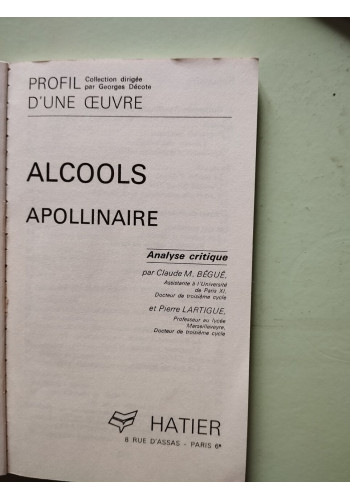 PROFIL Collection dirigée
par Georges Décote
D'UNE ŒUVRE
ALCOOLS
APOLLINAIRE
Analyse critique
par Claude M. BÉGUÉ,
Assistante à l'Université
de Paris XI,
Docteur de troisième cycle
et Pierre LARTIGUE,
Professeur au lycée
Marseilleveyre,
Docteur de troisième cycle
HATIER
8 RUE D'ASSAS - PARIS 6e